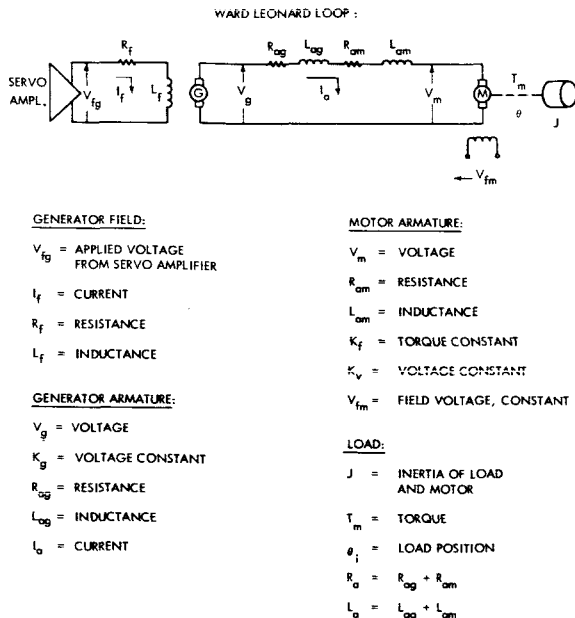 WARD LEONARD LOOP :
R_f
R_ag L_ag R_am L_am
SERVO AMPL.
V_fg
I_f
L_f
G
V_g
I_a
V_m
M
T_m
θ
J
V_fm
GENERATOR FIELD:
V_fg = APPLIED VOLTAGE
FROM SERVO AMPLIFIER
I_f = CURRENT
R_f = RESISTANCE
L_f = INDUCTANCE
GENERATOR ARMATURE:
V_g = VOLTAGE
K_g = VOLTAGE CONSTANT
R_ag = RESISTANCE
L_ag = INDUCTANCE
I_a = CURRENT
MOTOR ARMATURE:
V_m = VOLTAGE
R_am = RESISTANCE
L_am = INDUCTANCE
K_f = TORQUE CONSTANT
K_v = VOLTAGE CONSTANT
V_fm = FIELD VOLTAGE, CONSTANT
LOAD:
J = INERTIA OF LOAD
AND MOTOR
T_m = TORQUE
θ_i = LOAD POSITION
R_a = R_ag + R_am
L_a = L_ag + L_am